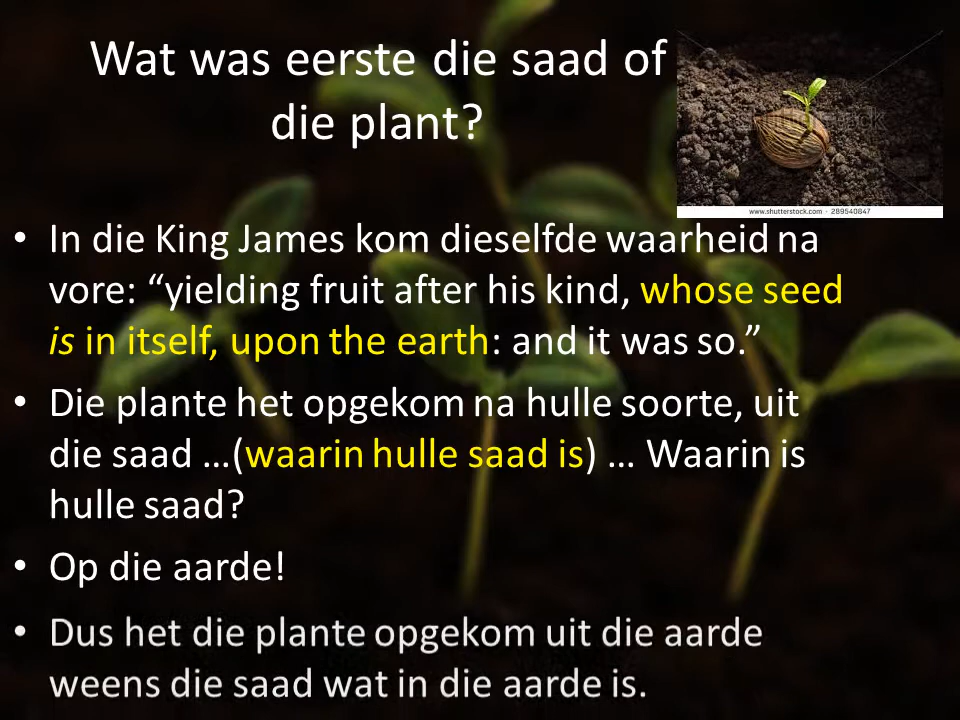 Wat was eerste die saad of
die plant?
shutterstock
www.shutterstock.com · 289540847
• In die King James kom dieselfde waarheid na
vore: “yielding fruit after his kind, whose seed
is in itself, upon the earth: and it was so.”
• Die plante het opgekom na hulle soorte, uit
die saad …(waarin hulle saad is) … Waarin is
hulle saad?
• Op die aarde!
• Dus het die plante opgekom uit die aarde
weens die saad wat in die aarde is.